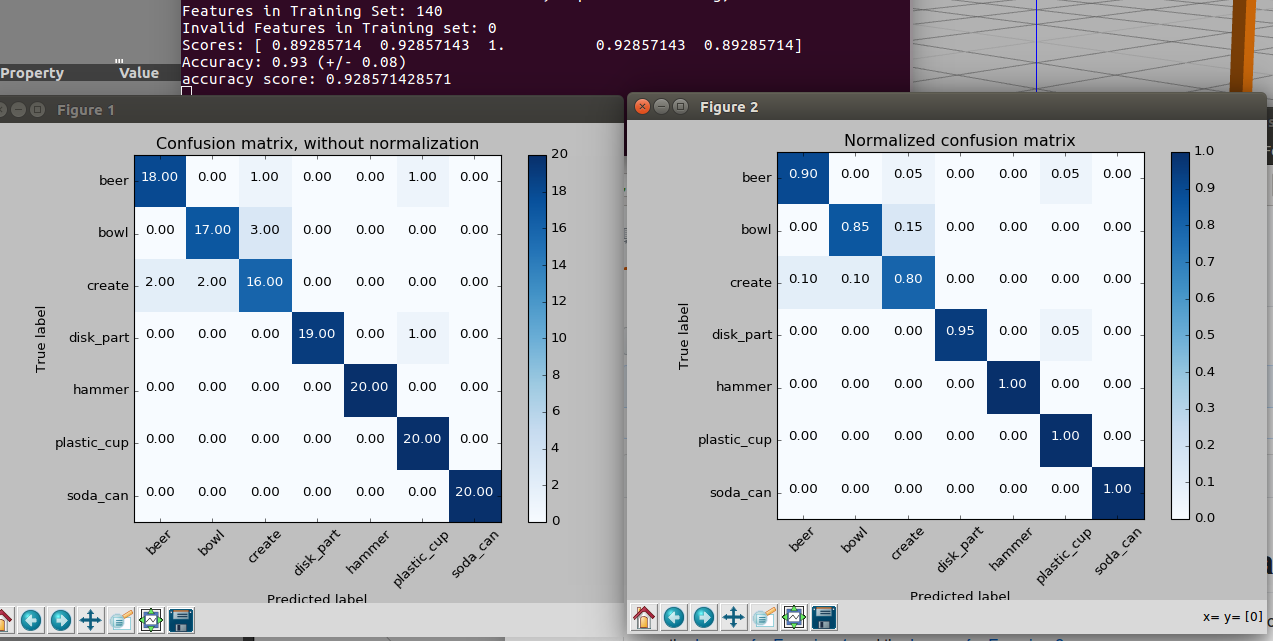 Features in Training Set: 140
Invalid Features in Training set: 0
Scores: [ 0.89285714  0.92857143  1.          0.92857143  0.89285714]
Accuracy: 0.93 (+/- 0.08)
accuracy score: 0.928571428571
Property Value
Figure 1
Confusion matrix, without normalization
beer 18.00 0.00 1.00 0.00 0.00 1.00 0.00
bowl 0.00 17.00 3.00 0.00 0.00 0.00 0.00
create 2.00 2.00 16.00 0.00 0.00 0.00 0.00
disk_part 0.00 0.00 0.00 19.00 0.00 1.00 0.00
hammer 0.00 0.00 0.00 0.00 20.00 0.00 0.00
plastic_cup 0.00 0.00 0.00 0.00 0.00 20.00 0.00
soda_can 0.00 0.00 0.00 0.00 0.00 0.00 20.00
True label
beer bowl create disk_part hammer plastic_cup soda_can
Predicted label
20
18
16
14
12
10
8
6
4
2
0
Figure 2
Normalized confusion matrix
beer 0.90 0.00 0.05 0.00 0.00 0.05 0.00
bowl 0.00 0.85 0.15 0.00 0.00 0.00 0.00
create 0.10 0.10 0.80 0.00 0.00 0.00 0.00
disk_part 0.00 0.00 0.00 0.95 0.00 0.05 0.00
hammer 0.00 0.00 0.00 0.00 1.00 0.00 0.00
plastic_cup 0.00 0.00 0.00 0.00 0.00 1.00 0.00
soda_can 0.00 0.00 0.00 0.00 0.00 0.00 1.00
True label
beer bowl create disk_part hammer plastic_cup soda_can
Predicted label
1.0
0.9
0.8
0.7
0.6
0.5
0.4
0.3
0.2
0.1
0.0
x= y= [0]